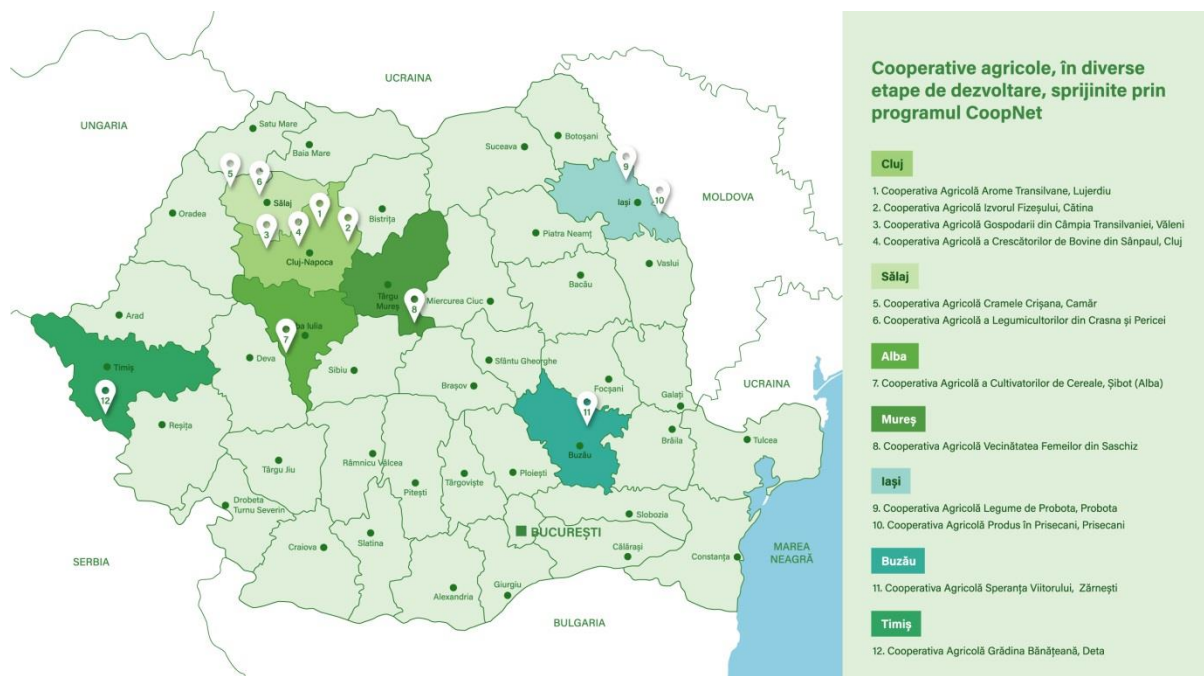 UCRAINA
UNGARIA
Satu Mare
Baia Mare
Suceava
Botoșani
MOLDOVA
5
6
9
10
Sălaj
Oradea
Bistrița
Iași
1
2
3
4
Cluj-Napoca
Piatra Neamț
Vaslui
Bacău
Târgu
Mureș
8
Miercurea Ciuc
Arad
7
Iulia
Timiș
Deva
Sibiu
Sfântu Gheorghe
Brașov
Focșani
Galați
UCRAINA
12
Reșița
11
Buzău
Brăila
Tulcea
Târgu Jiu
Râmnicu Vâlcea
Pitești
Târgoviște
Ploiești
Drobeta
Turnu Severin
Slobozia
BUCUREȘTI
Craiova
Slatina
Călărași
Constanța
MAREA
NEAGRĂ
SERBIA
Alexandria
Giurgiu
BULGARIA
Cooperative agricole, în diverse
etape de dezvoltare, sprijinite prin
programul CoopNet
Cluj
1. Cooperativa Agricolă Arome Transilvane, Lujerdiu
2. Cooperativa Agricolă Izvorul Fizeșului, Cătina
3. Cooperativa Agricolă Gospodarii din Câmpia Transilvaniei, Văleni
4. Cooperativa Agricolă a Crescătorilor de Bovine din Sânpaul, Cluj
Sălaj
5. Cooperativa Agricolă Cramele Crișana, Camăr
6. Cooperativa Agricolă a Legumicultorilor din Crasna și Pericei
Alba
7. Cooperativa Agricolă a Cultivatorilor de Cereale, Șibot (Alba)
Mureș
8. Cooperativa Agricolă Vecinătatea Femeilor din Saschiz
Iași
9. Cooperativa Agricolă Legume de Probota, Probota
10. Cooperativa Agricolă Produs în Prisecani, Prisecani
Buzău
11. Cooperativa Agricolă Speranța Viitorului, Zărnești
Timiș
12. Cooperativa Agricolă Grădina Bănățeană, Deta